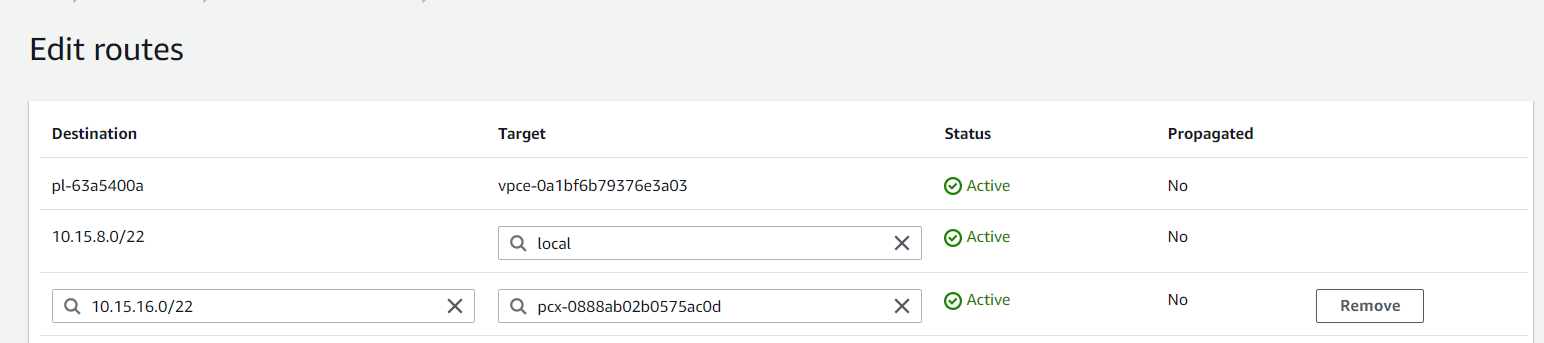 Edit routes
Destination Target Status Propagated
pl-63a5400a vpce-0a1bf6b79376e3a03 Active No
10.15.8.0/22 local Active No
10.15.16.0/22 pcx-0888ab02b0575ac0d Active No Remove